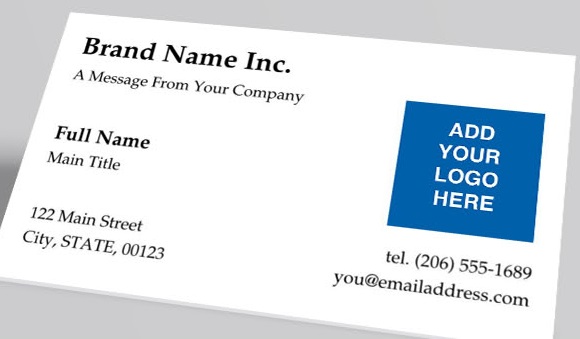 Brand Name Inc.
A Message From Your Company
Full Name
Main Title
122 Main Street
City, STATE, 00123
ADD
YOUR
LOGO
HERE
tel. (206) 555-1689
you@emailaddress.com